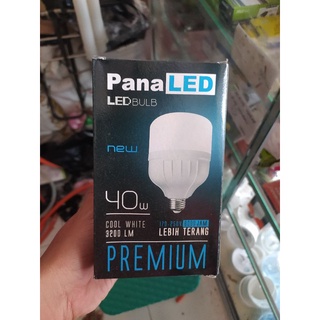 PanaLED
LED BULB
new
40W
COOL WHITE
3200 LM
LEBIH TERANG
PREMIUM